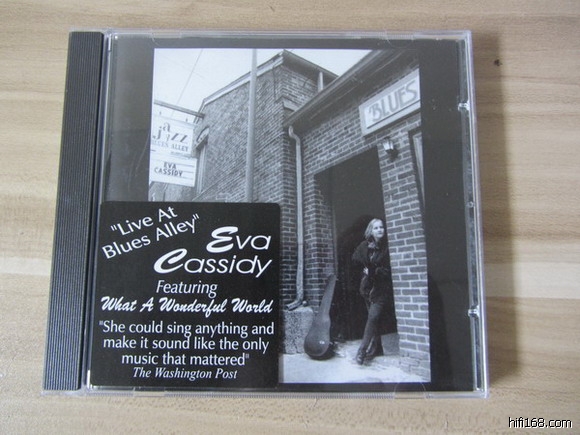 jazz
BLUES ALLEY
EVA
CASSIDY
BLUES
"Live At
Blues Alley"
Eva
Cassidy
Featuring
What A Wonderful World
"She could sing anything and
make it sound like the only
music that mattered"
The Washington Post
hifi168.com